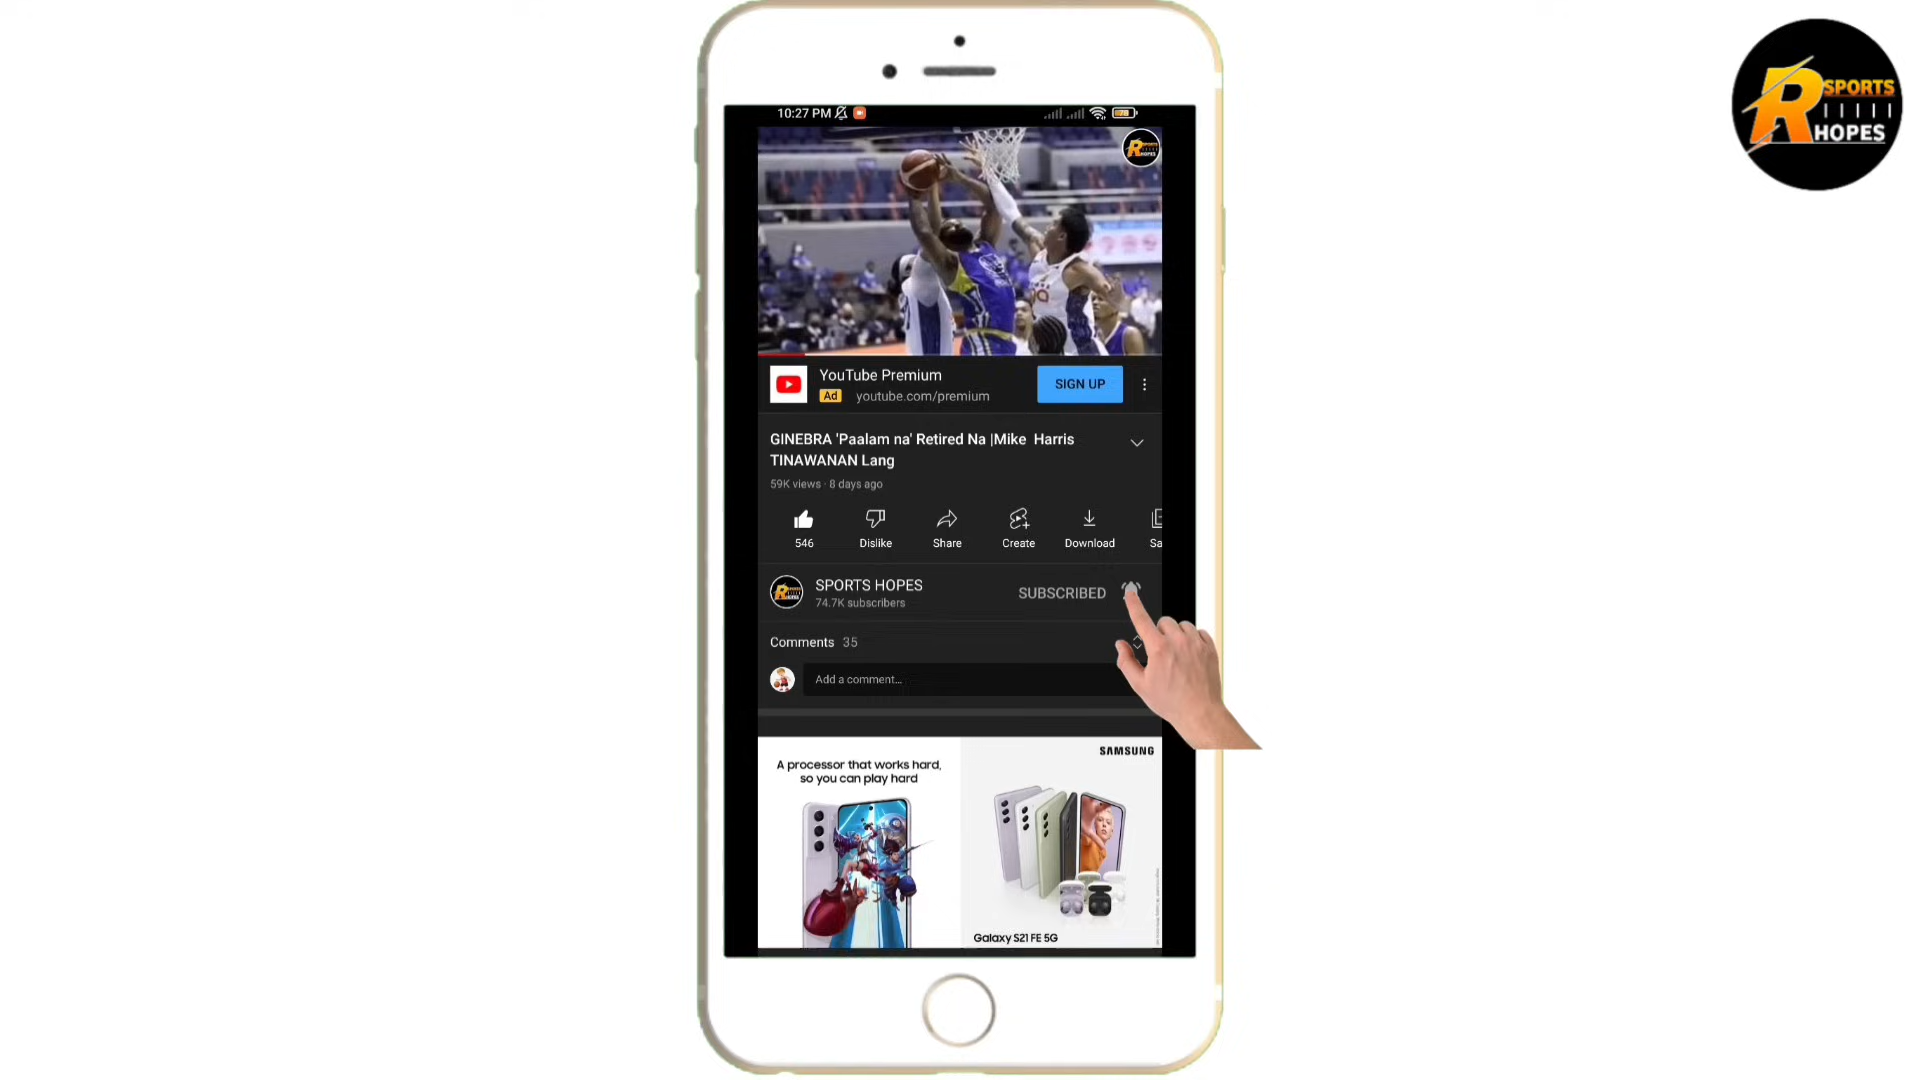 SPORTS
HOPES
10:27 PM
YouTube Premium
Ad youtube.com/premium
SIGN UP
GINEBRA 'Paalam na' Retired Na |Mike Harris
TINAWANAN Lang
59K views · 8 days ago
546 Dislike Share Create Download Sa
SPORTS HOPES
74.7K subscribers
SUBSCRIBED
Comments 35
Add a comment...
A processor that works hard,
so you can play hard
SAMSUNG
Galaxy S21 FE 5G